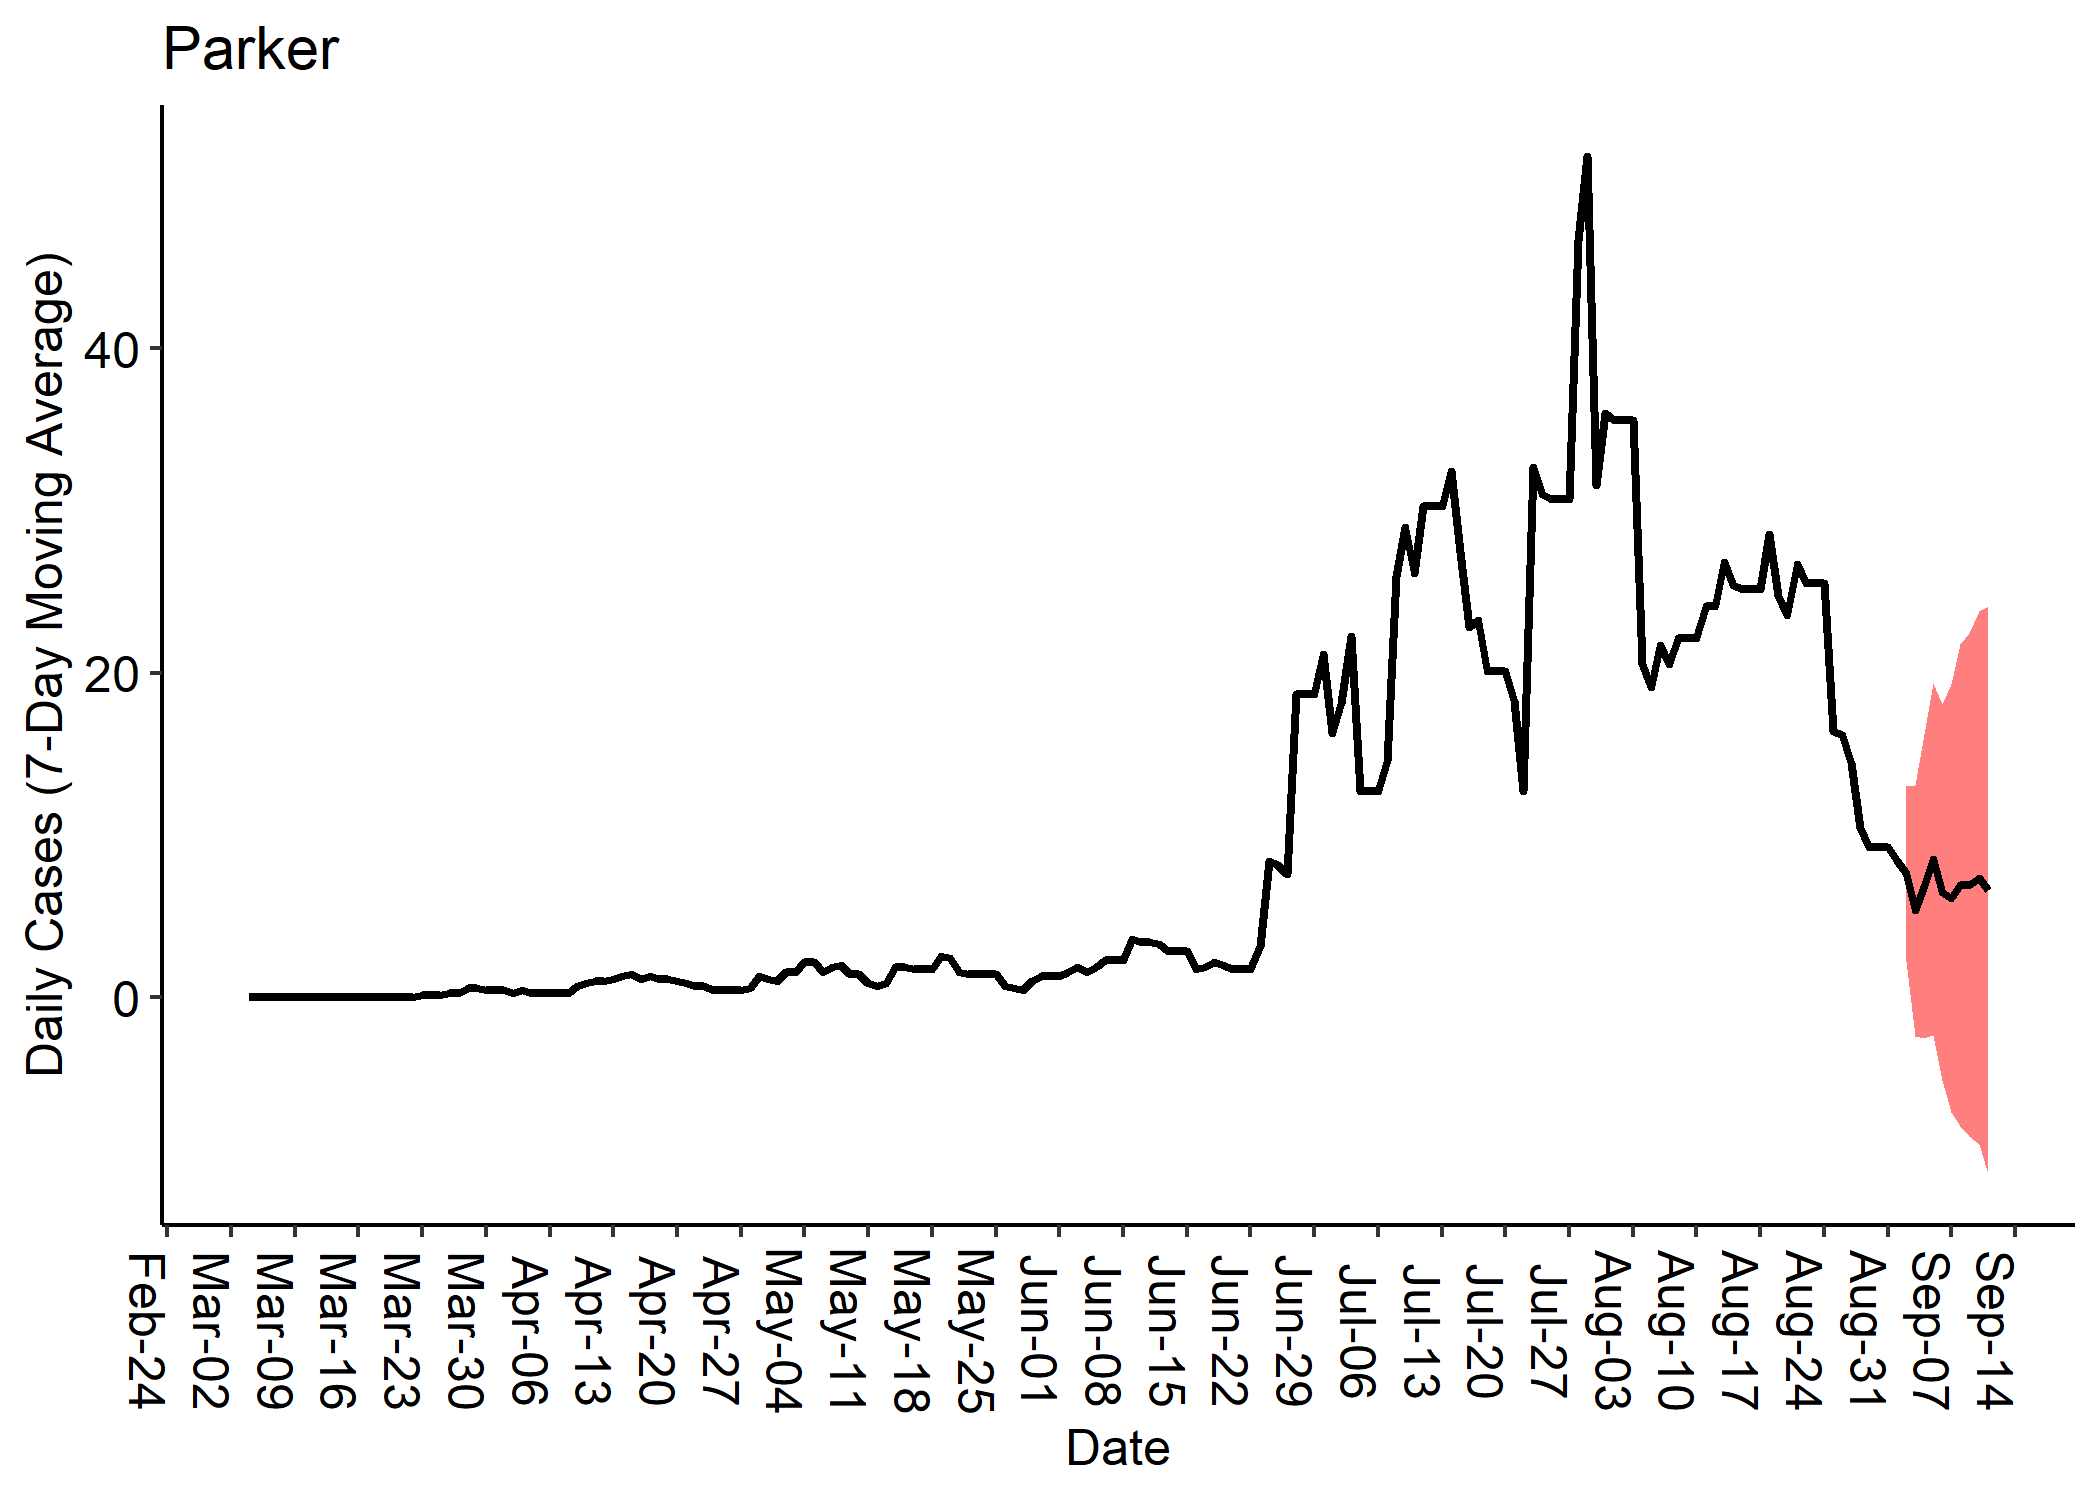 Parker
Daily Cases (7-Day Moving Average)
40
20
0
Feb-24
Mar-02
Mar-09
Mar-16
Mar-23
Mar-30
Apr-06
Apr-13
Apr-20
Apr-27
May-04
May-11
May-18
May-25
Jun-01
Jun-08
Jun-15
Jun-22
Jun-29
Jul-06
Jul-13
Jul-20
Jul-27
Aug-03
Aug-10
Aug-17
Aug-24
Aug-31
Sep-07
Sep-14
Date